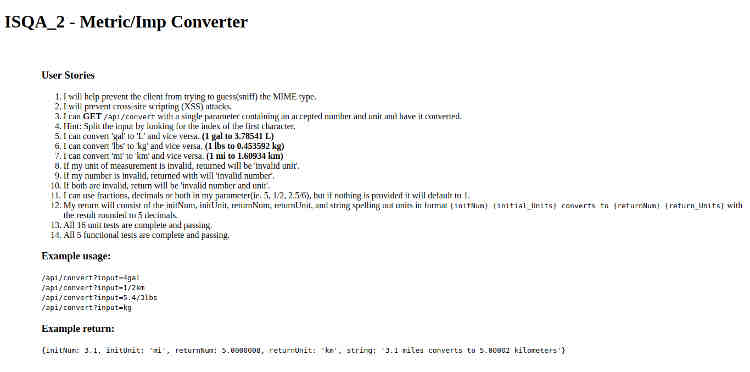 ISQA_2 - Metric/Imp Converter
User Stories
1. I will help prevent the client from trying to guess(sniff) the MIME type.
2. I will prevent cross-site scripting (XSS) attacks.
3. I can GET /api/convert with a single parameter containing an accepted number and unit and have it converted.
4. Hint: Split the input by looking for the index of the first character.
5. I can convert 'gal' to 'L' and vice versa. (1 gal to 3.78541 L)
6. I can convert 'lbs' to 'kg' and vice versa. (1 lbs to 0.453592 kg)
7. I can convert 'mi' to 'km' and vice versa. (1 mi to 1.60934 km)
8. If my unit of measurement is invalid, returned will be 'invalid unit'.
9. If my number is invalid, returned with will 'invalid number'.
10. If both are invalid, return will be 'invalid number and unit'.
11. I can use fractions, decimals or both in my parameter(ie. 5, 1/2, 2.5/6), but if nothing is provided it will default to 1.
12. My return will consist of the initNum, initUnit, returnNum, returnUnit, and string spelling out units in format {initNum} {initial_Units} converts to {returnNum} {return_Units} with
the result rounded to 5 decimals.
13. All 16 unit tests are complete and passing.
14. All 5 functional tests are complete and passing.
Example usage:
/api/convert?input=4gal
/api/convert?input=1/2km
/api/convert?input=5.4/3lbs
/api/convert?input=kg
Example return:
{initNum: 3.1, initUnit: 'mi', returnNum: 5.0000008, returnUnit: 'km', string: '3.1 miles converts to 5.00002 kilometers'}